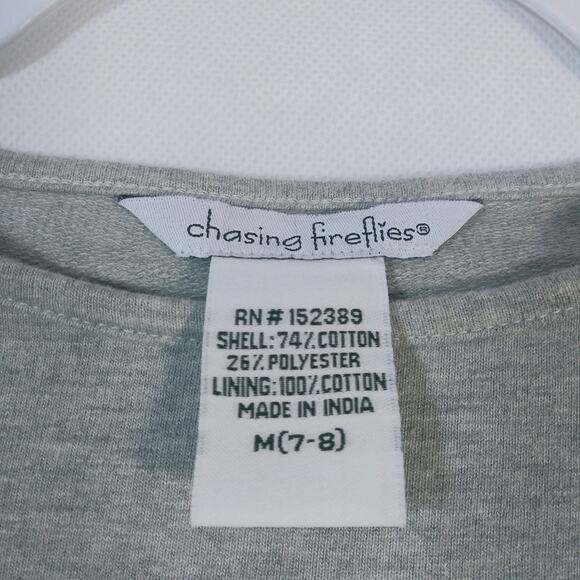 chasing fireflies®
RN # 152389
SHELL: 74% COTTON
26% POLYESTER
LINING: 100% COTTON
MADE IN INDIA
M(7-8)